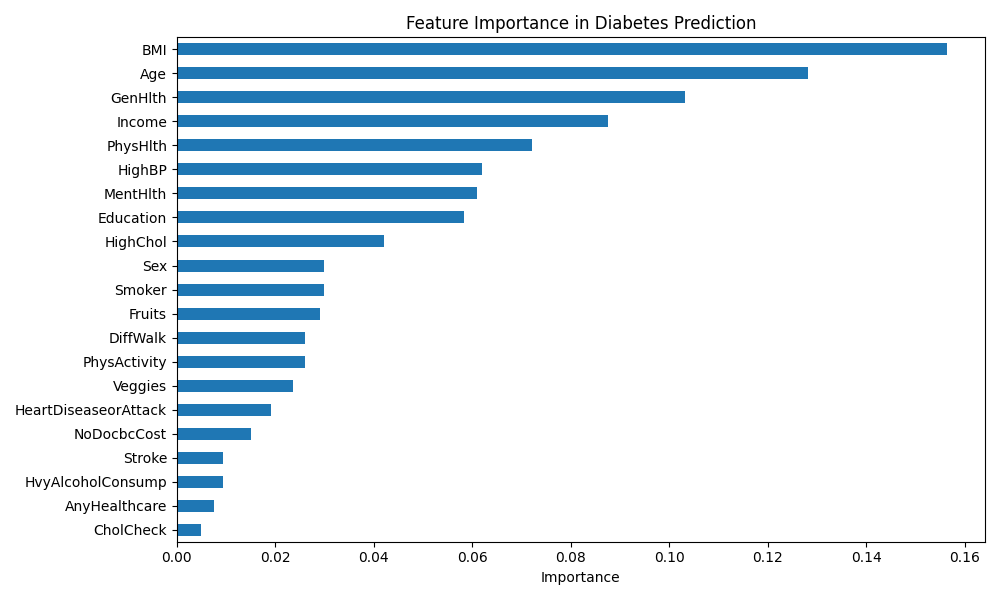 Feature Importance in Diabetes Prediction
BMI
Age
GenHlth
Income
PhysHlth
HighBP
MentHlth
Education
HighChol
Sex
Smoker
Fruits
DiffWalk
PhysActivity
Veggies
HeartDiseaseorAttack
NoDocbcCost
Stroke
HvyAlcoholConsump
AnyHealthcare
CholCheck
0.00 0.02 0.04 0.06 0.08 0.10 0.12 0.14 0.16
Importance